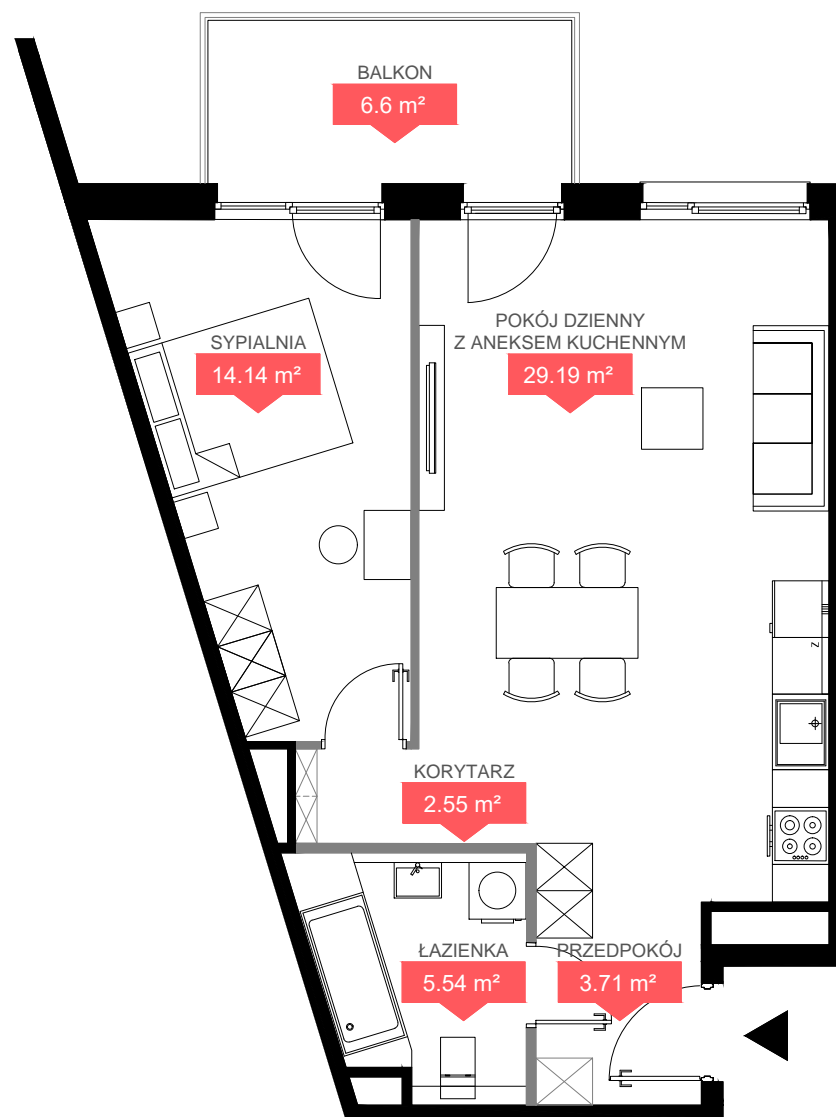 BALKON
6.6 m²
SYPIALNIA
14.14 m²
POKÓJ DZIENNY
Z ANEKSEM KUCHENNYM
29.19 m²
Z
KORYTARZ
2.55 m²
ŁAZIENKA
5.54 m²
PRZEDPOKÓJ
3.71 m²